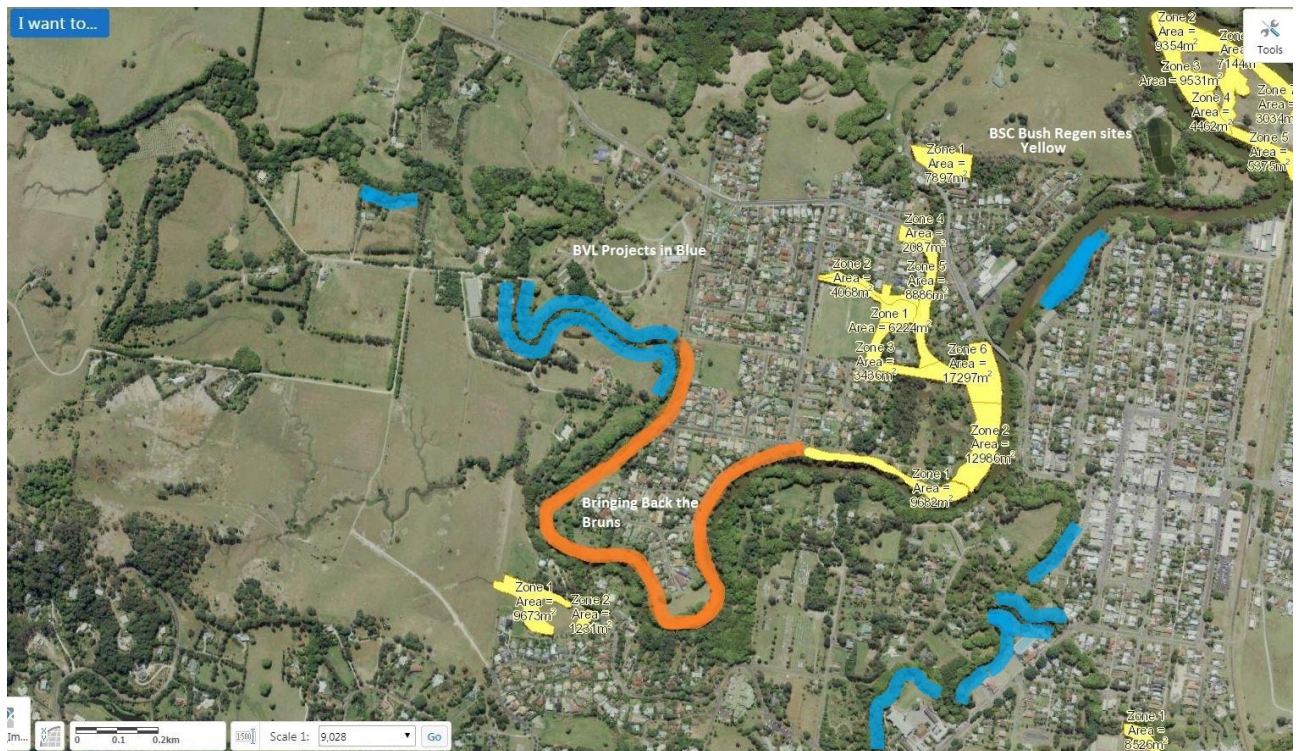 I want to...
Tools
Zone 2
Area =
9354m²
Zone 3
Area = 9531m²
7144m²
Zone 4
4462m²
3034m²
Zone 5
5375m²
BSC Bush Regen sites
Yellow
Zone 1
Area =
7897m²
BVL Projects in Blue
Zone 4
Area =
2087m²
Zone 2
Area =
4068m²
Zone 5
Area =
8886m²
Zone 1
Area = 6224m²
Zone 3
Area =
3436m²
Zone 6
Area =
17297m²
Zone 2
Area =
12986m²
Zone 1
Area =
9682m²
Bringing Back the
Bruns
Zone 1
Area =
9673m²
Zone 2
Area =
1231m²
Zone 1
Area =
8526m²
Im...
0 0.1 0.2km
Scale 1: 9,028 Go